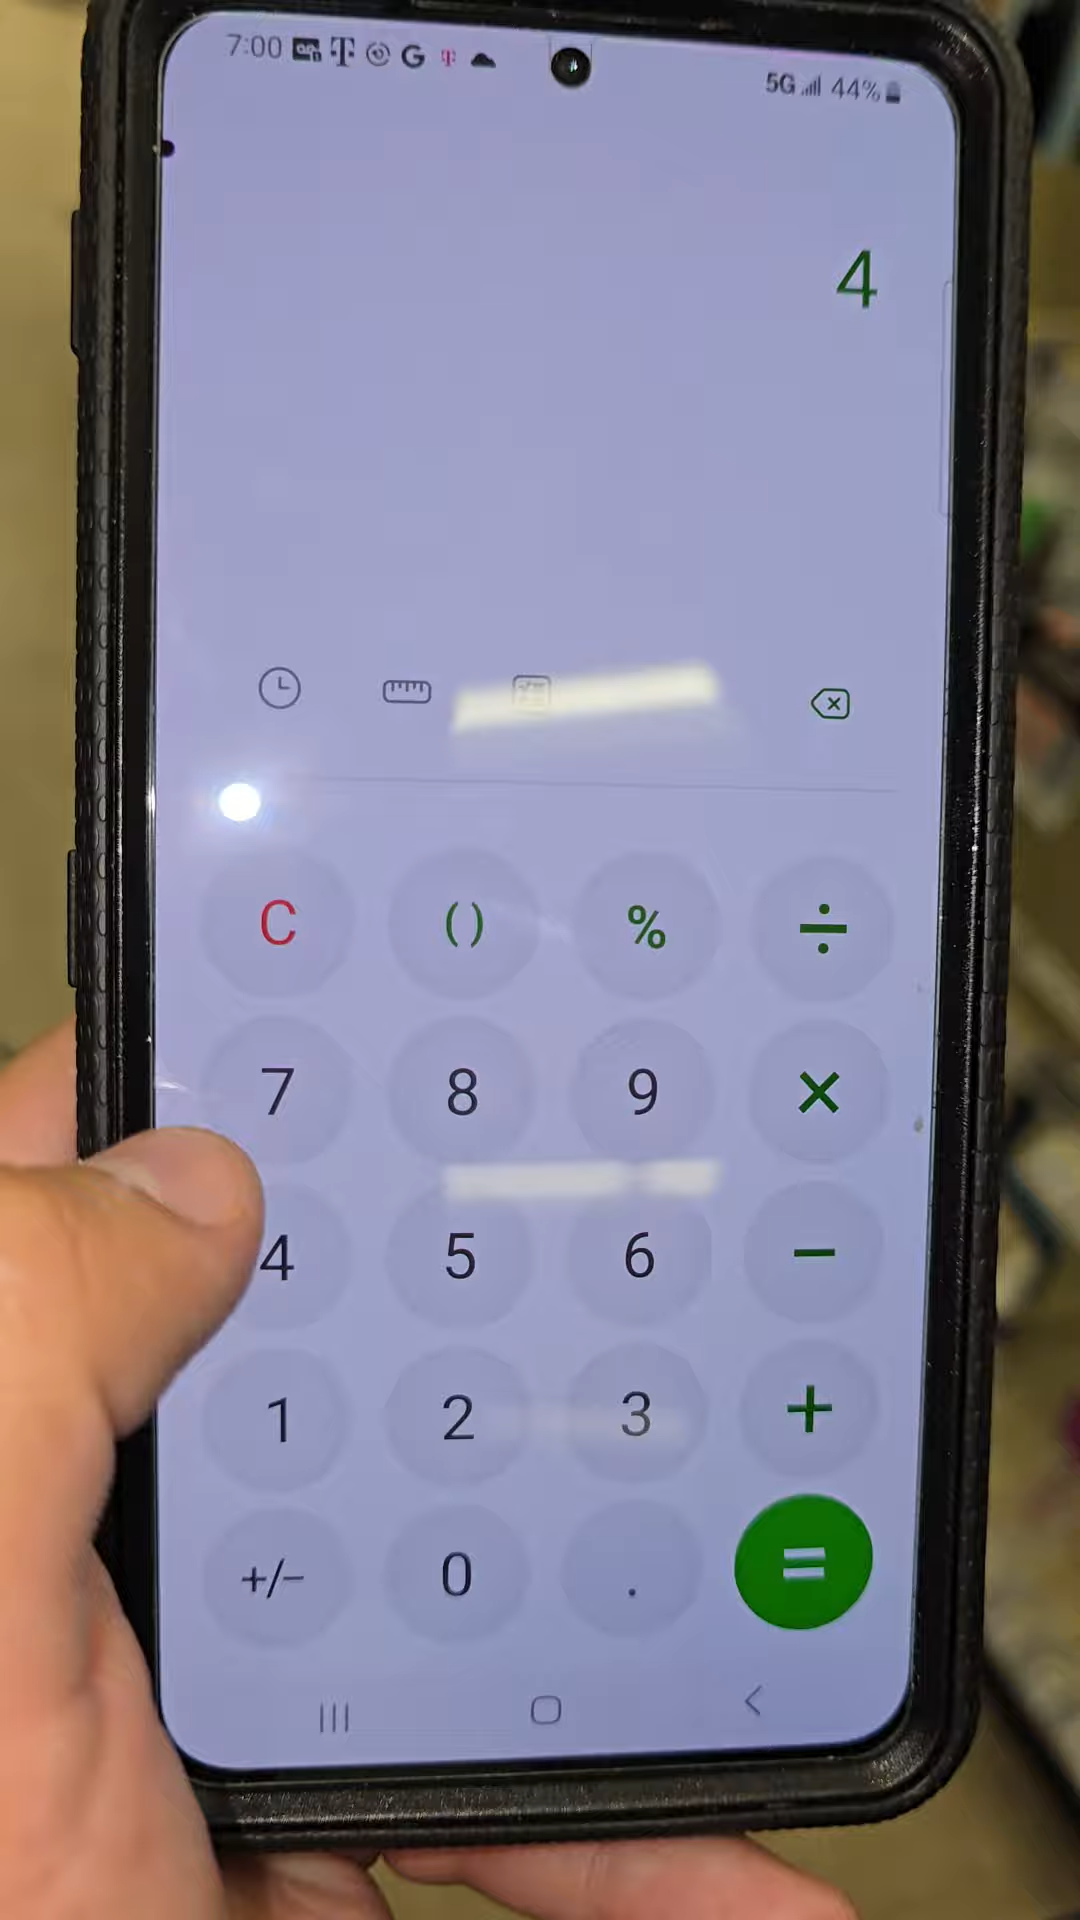 7:00 G 5G 44%
4
C () % ÷
7 8 9 ×
4 5 6 −
1 2 3 +
+/− 0 . =